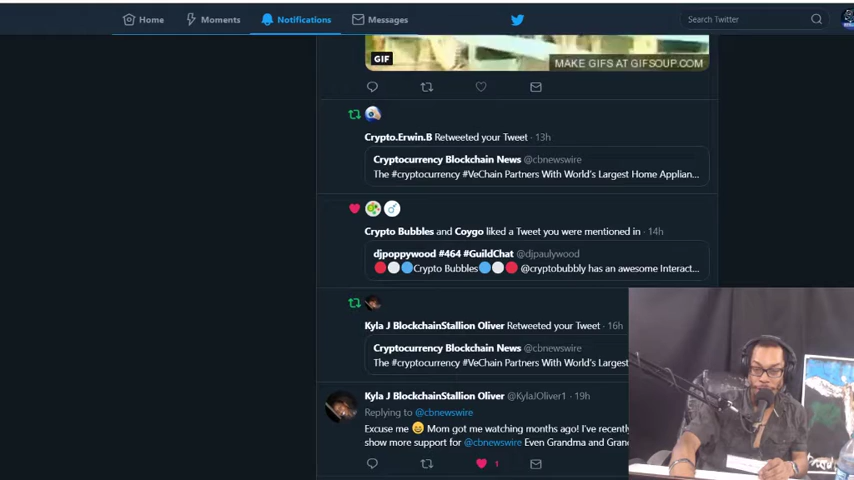 Home
Moments
Notifications
Messages
Search Twitter
GIF
MAKE GIFS AT GIFSOUP.COM
Crypto.Erwin.B Retweeted your Tweet · 13h
Cryptocurrency Blockchain News @cbnewswire
The #cryptocurrency #VeChain Partners With World's Largest Home Applian...
Crypto Bubbles and Coygo liked a Tweet you were mentioned in · 14h
djpoppywood #464 #GuildChat @djpaulywood
🔴⚪🔵Crypto Bubbles🔵⚪🔴 @cryptobubbly has an awesome Interact...
Kyla J BlockchainStallion Oliver Retweeted your Tweet · 16h
Cryptocurrency Blockchain News @cbnewswire
The #cryptocurrency #VeChain Partners With World's Largest
Kyla J BlockchainStallion Oliver @KylaJOliver1 · 19h
Replying to @cbnewswire
Excuse me 😄 Mom got me watching months ago! I've recently
show more support for @cbnewswire Even Grandma and
1